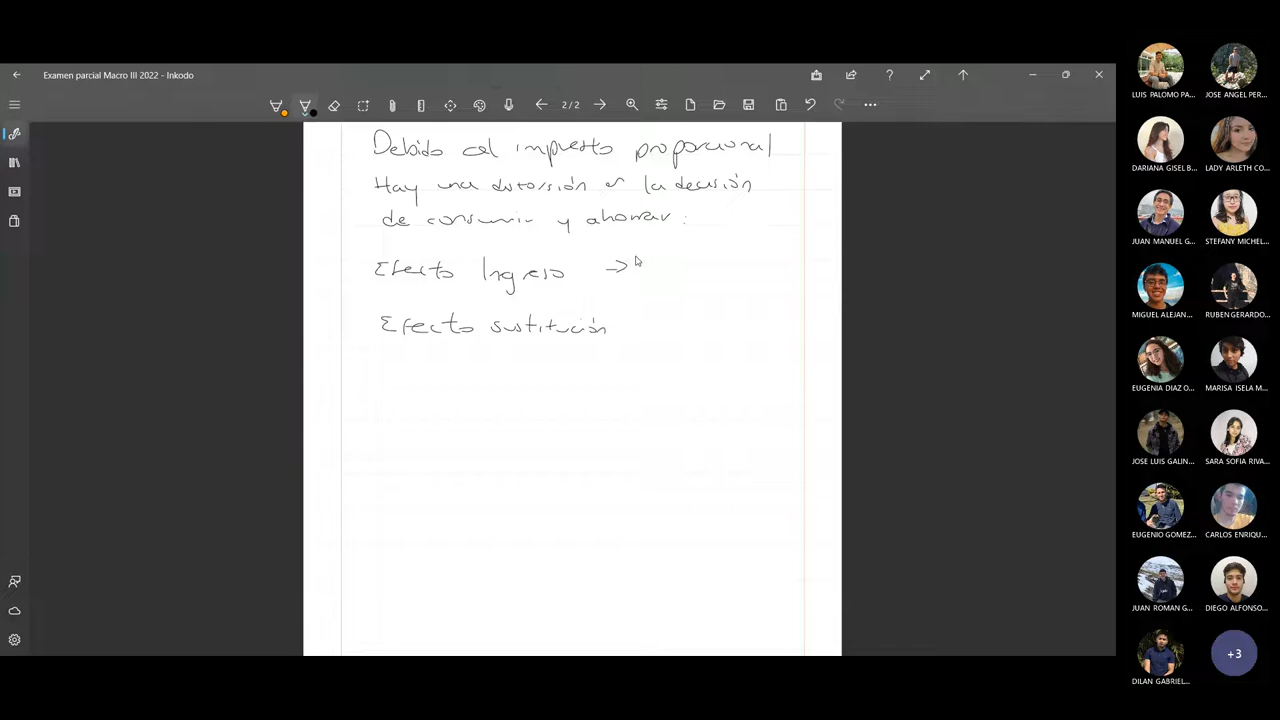 Examen parcial Macro III 2022 - Inkodo
2/2
Debido al impuesto proporcional
Hay una distorsión en la decisión
de consumir y ahorrar:
Efecto Ingreso →
Efecto sustitución
LUIS PALOMO PA...
JOSE ANGEL PER...
DARIANA GISEL B...
LADY ARLETH CO...
JUAN MANUEL G...
STEFANY MICHEL...
MIGUEL ALEJAN...
RUBEN GERARDO...
EUGENIA DIAZ O...
MARISA ISELA M...
JOSE LUIS GALIN...
SARA SOFIA RIVA...
EUGENIO GOMEZ...
CARLOS ENRIQU...
JUAN ROMAN G...
DIEGO ALFONSO...
DILAN GABRIEL...
+3